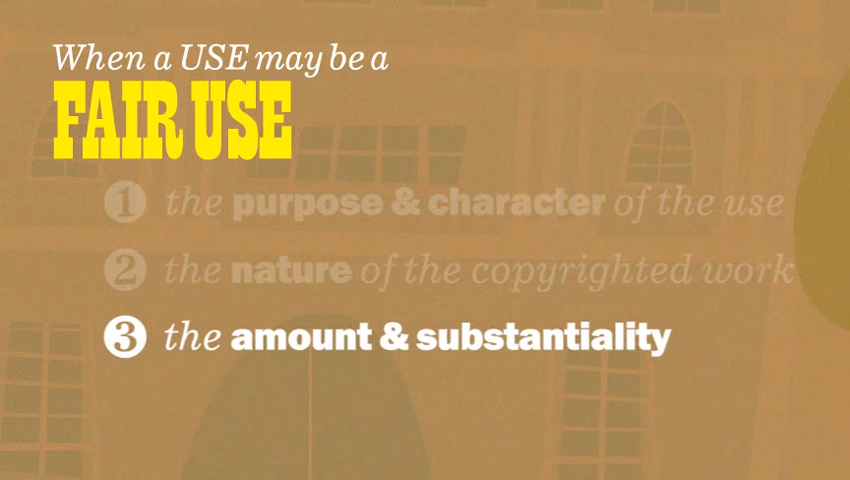 When a USE may be a
FAIR USE
1 the purpose & character of the use
2 the nature of the copyrighted work
3 the amount & substantiality